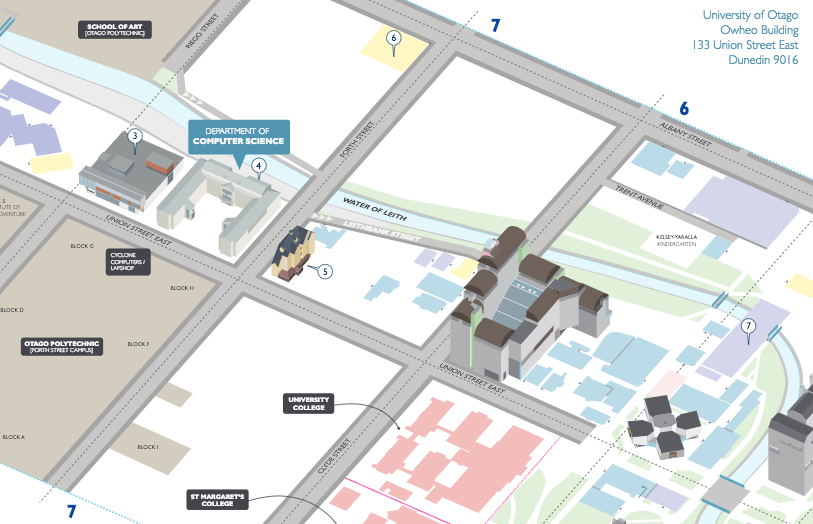 University of Otago
Owheo Building
133 Union Street East
Dunedin 9016
SCHOOL OF ART
[OTAGO POLYTECHNIC]
RIEGO STREET
7
6
6
ALBANY STREET
3
DEPARTMENT OF
COMPUTER SCIENCE
4
FORTH STREET
TRENT AVENUE
WATER OF LEITH
LEITHBANK STREET
KELSEY-YARALLA
KINDERGARTEN
UNION STREET EAST
BLOCK G
CYCLONE
COMPUTERS /
LAPSHOP
5
BLOCK H
BLOCK D
7
OTAGO POLYTECHNIC
[FORTH STREET CAMPUS]
BLOCK F
UNION STREET EAST
UNIVERSITY
COLLEGE
CLYDE STREET
BLOCK A
BLOCK I
ST MARGARET'S
COLLEGE
7